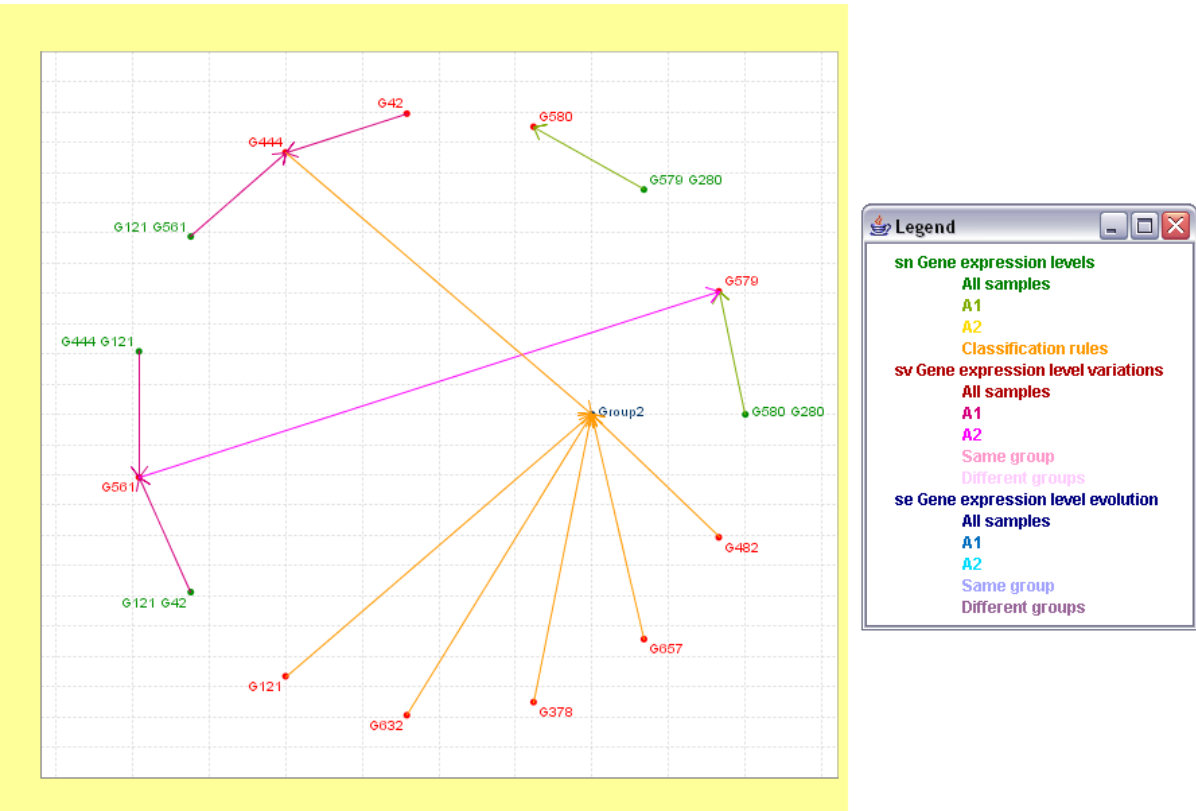 G42
G580
G444
G579 G280
G121 G561
G579
G444 G121
Group2
G580 G280
G561
G482
G121 G42
G657
G121
G378
G632
Legend
sn Gene expression levels
All samples
A1
A2
Classification rules
sv Gene expression level variations
All samples
A1
A2
Same group
Different groups
se Gene expression level evolution
All samples
A1
A2
Same group
Different groups